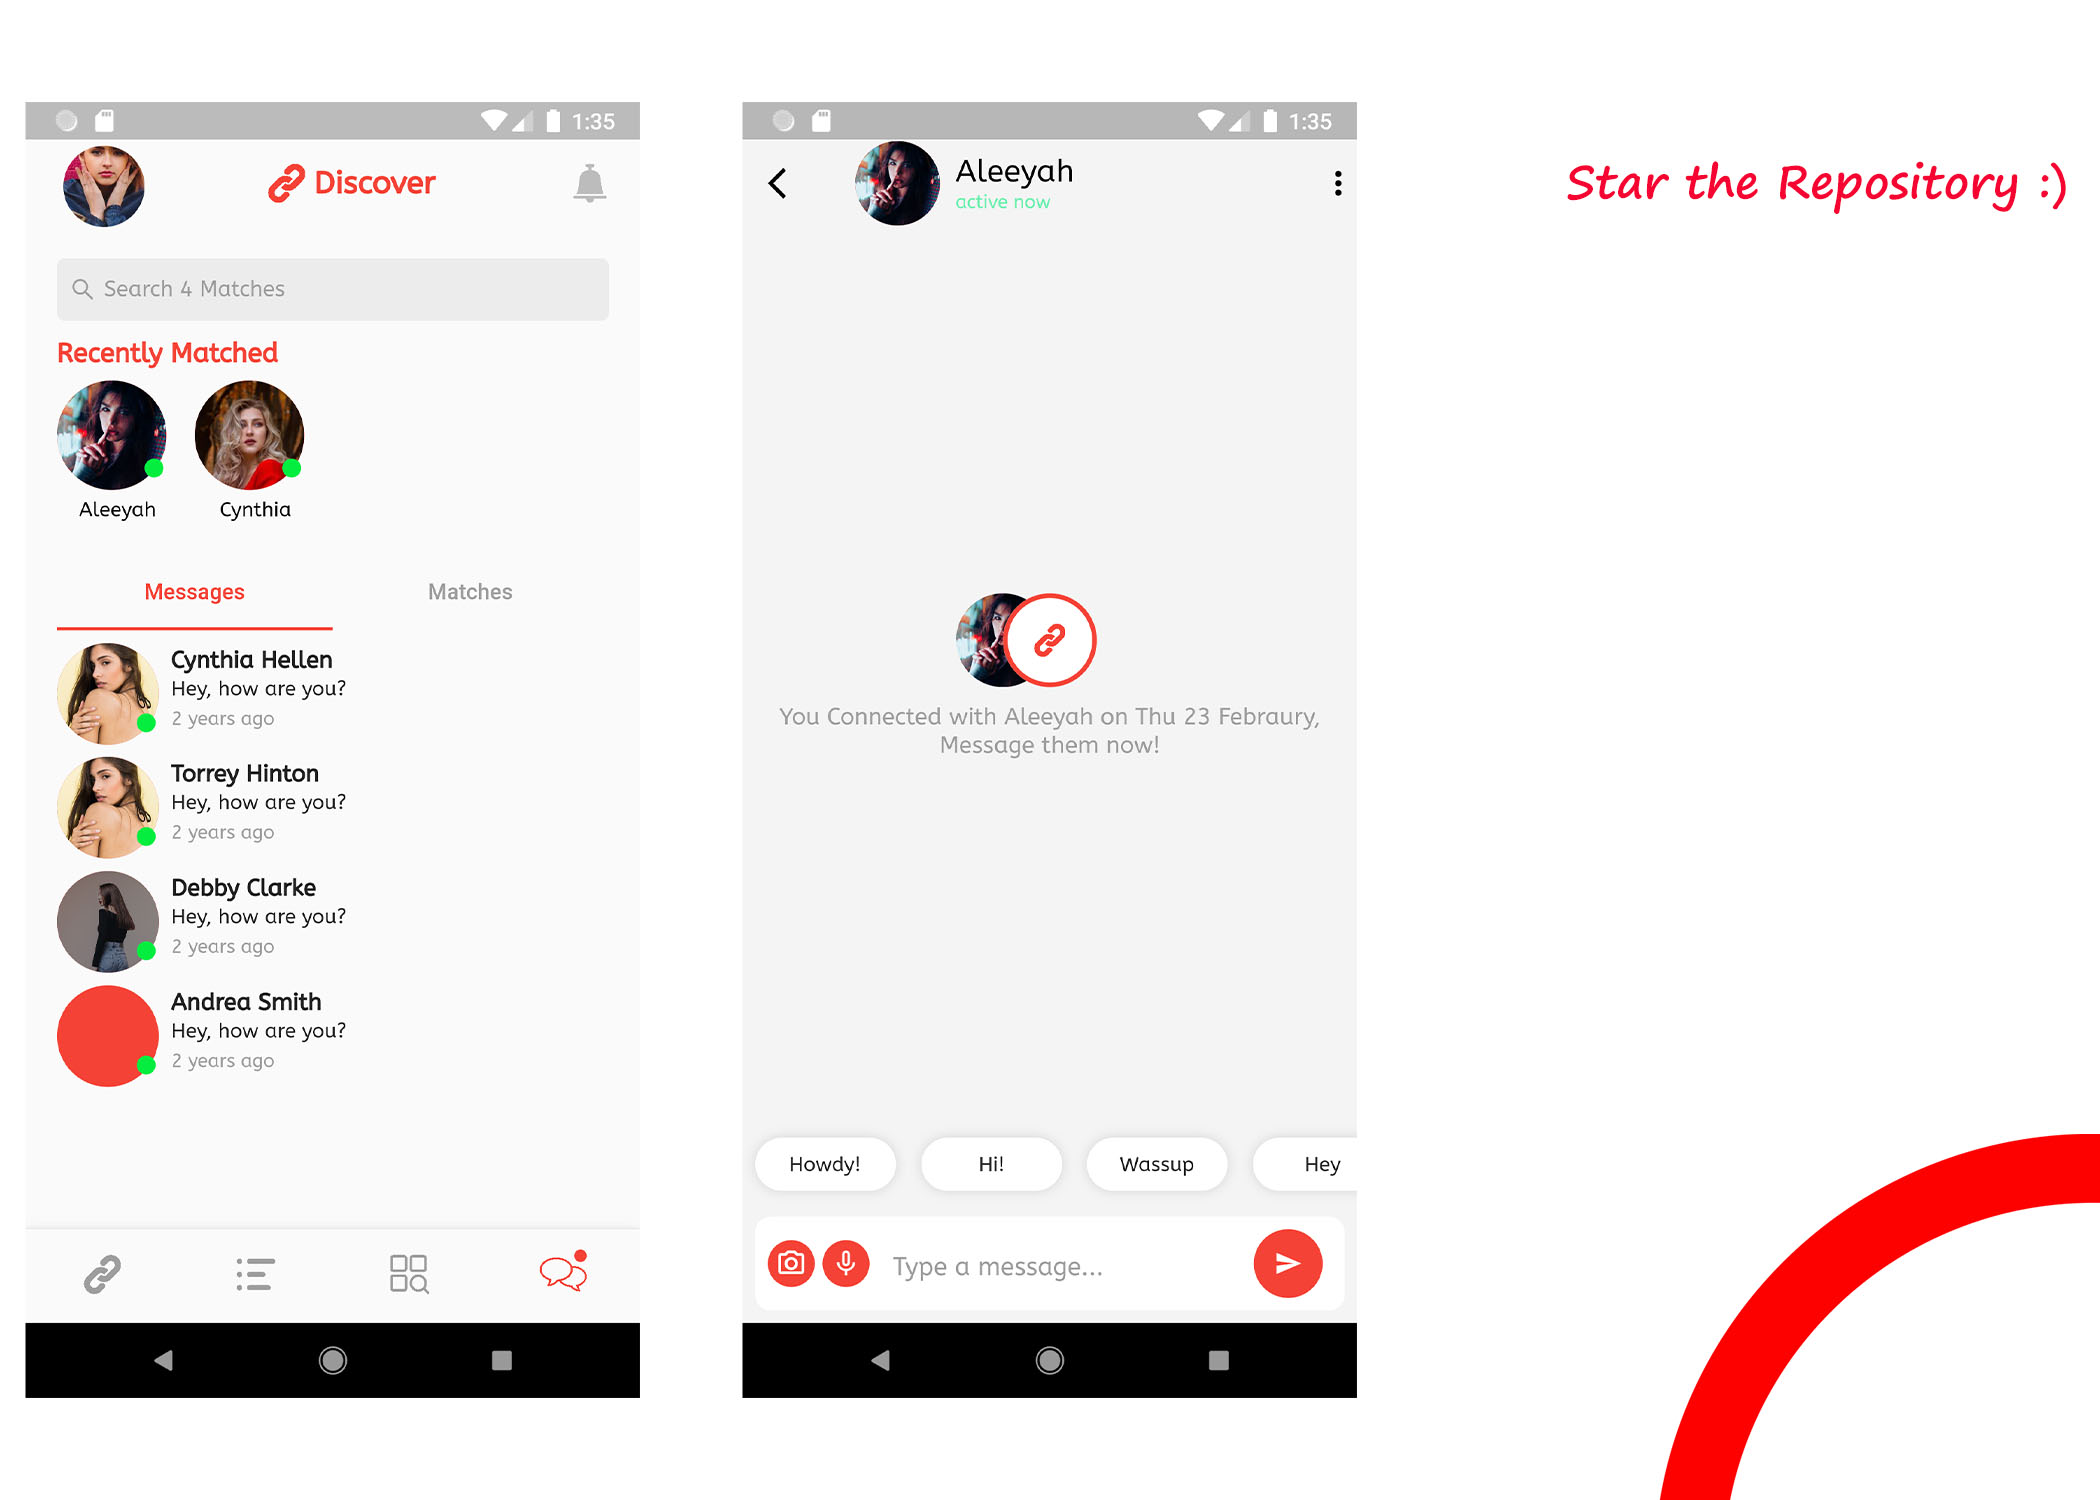 1:35
Discover
Search 4 Matches
Recently Matched
Aleeyah
Cynthia
Messages
Matches
Cynthia Hellen
Hey, how are you?
2 years ago
Torrey Hinton
Hey, how are you?
2 years ago
Debby Clarke
Hey, how are you?
2 years ago
Andrea Smith
Hey, how are you?
2 years ago
1:35
Aleeyah
active now
You Connected with Aleeyah on Thu 23 Febraury,
Message them now!
Howdy!
Hi!
Wassup
Hey
Type a message...
Star the Repository :)